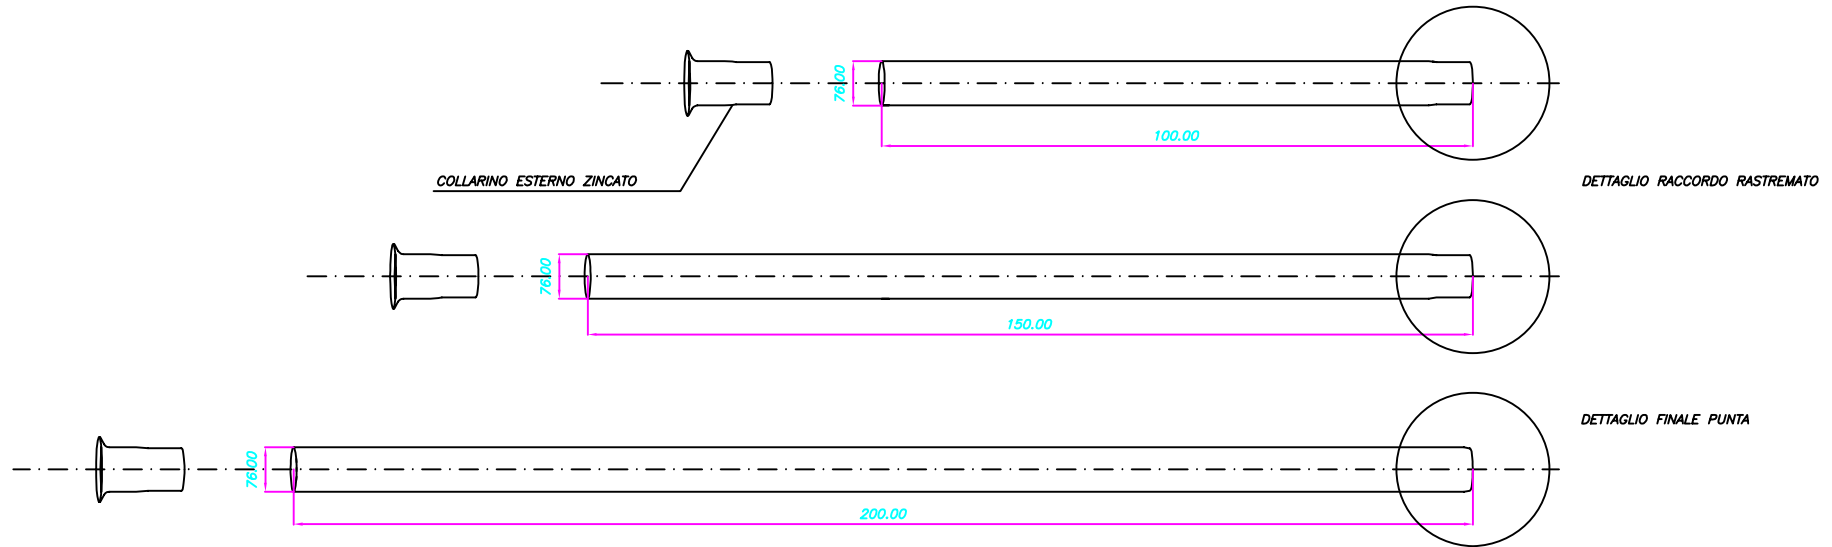 76.00
100.00
COLLARINO ESTERNO ZINCATO
DETTAGLIO RACCORDO RASTREMATO
76.00
150.00
DETTAGLIO FINALE PUNTA
76.00
200.00